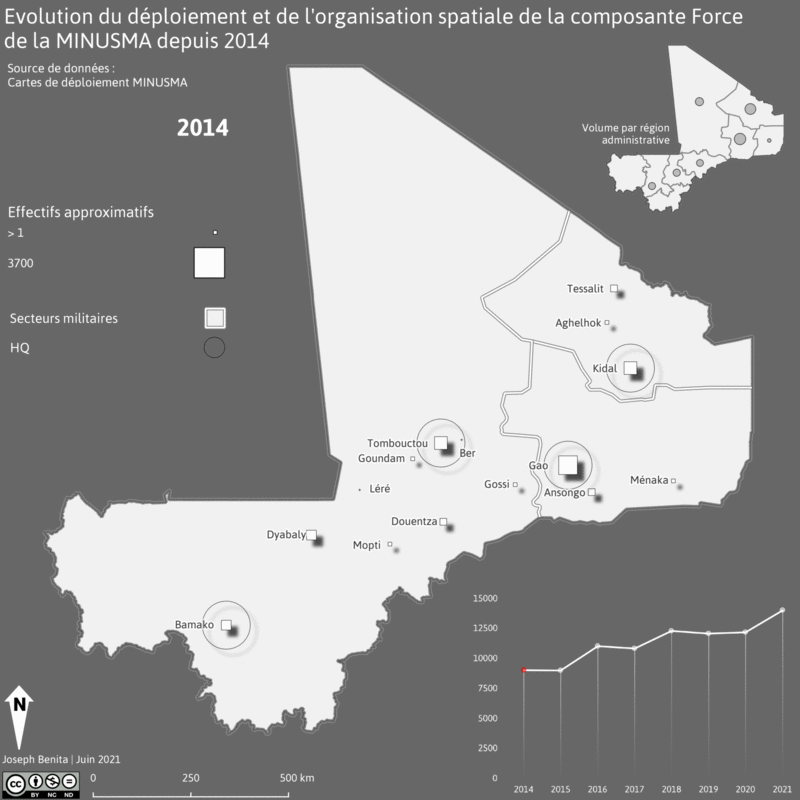 Evolution du déploiement et de l'organisation spatiale de la composante Force
de la MINUSMA depuis 2014
Source de données :
Cartes de déploiement MINUSMA
2014
Volume par région
administrative
Effectifs approximatifs
> 1
3700
Secteurs militaires
HQ
Tessalit
Aghelhok
Kidal
Tombouctou
Ber
Goundam
Gao
Léré
Gossi
Ansongo
Ménaka
Douentza
Dyabaly
Mopti
Bamako
15000
12500
10000
7500
5000
2500
0
2014 2015 2016 2017 2018 2019 2020 2021
N
Joseph Benita | Juin 2021
cc BY NC ND
0 250 500 km